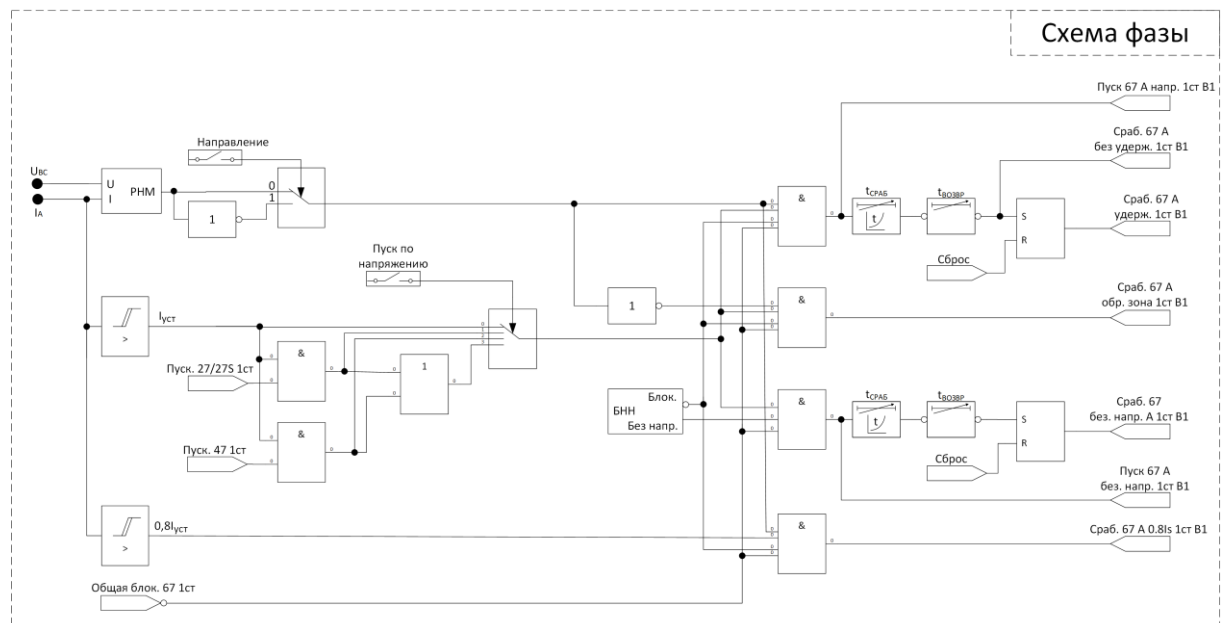 Схема фазы
Пуск 67 А напр. 1ст В1
Сраб. 67 А
без удерж. 1ст В1
Направление
UВС
IА
U
I
РНМ
0
1
1
&
tСРАБ
tВОЗВР
t
S
R
Сраб. 67 А
удерж. 1ст В1
Сброс
Пуск по
напряжению
1
&
Сраб. 67 А
обр. зона 1ст В1
>
Iуст
0
1
2
3
&
1
Пуск. 27/27S 1ст
&
Пуск. 47 1ст
Блок.
БНН
Без напр.
&
tСРАБ
tВОЗВР
t
S
R
Сраб. 67
без. напр. А 1ст В1
Сброс
Пуск 67 А
без. напр. 1ст В1
>
0,8Iуст
&
Сраб. 67 А 0.8Is 1ст В1
Общая блок. 67 1ст